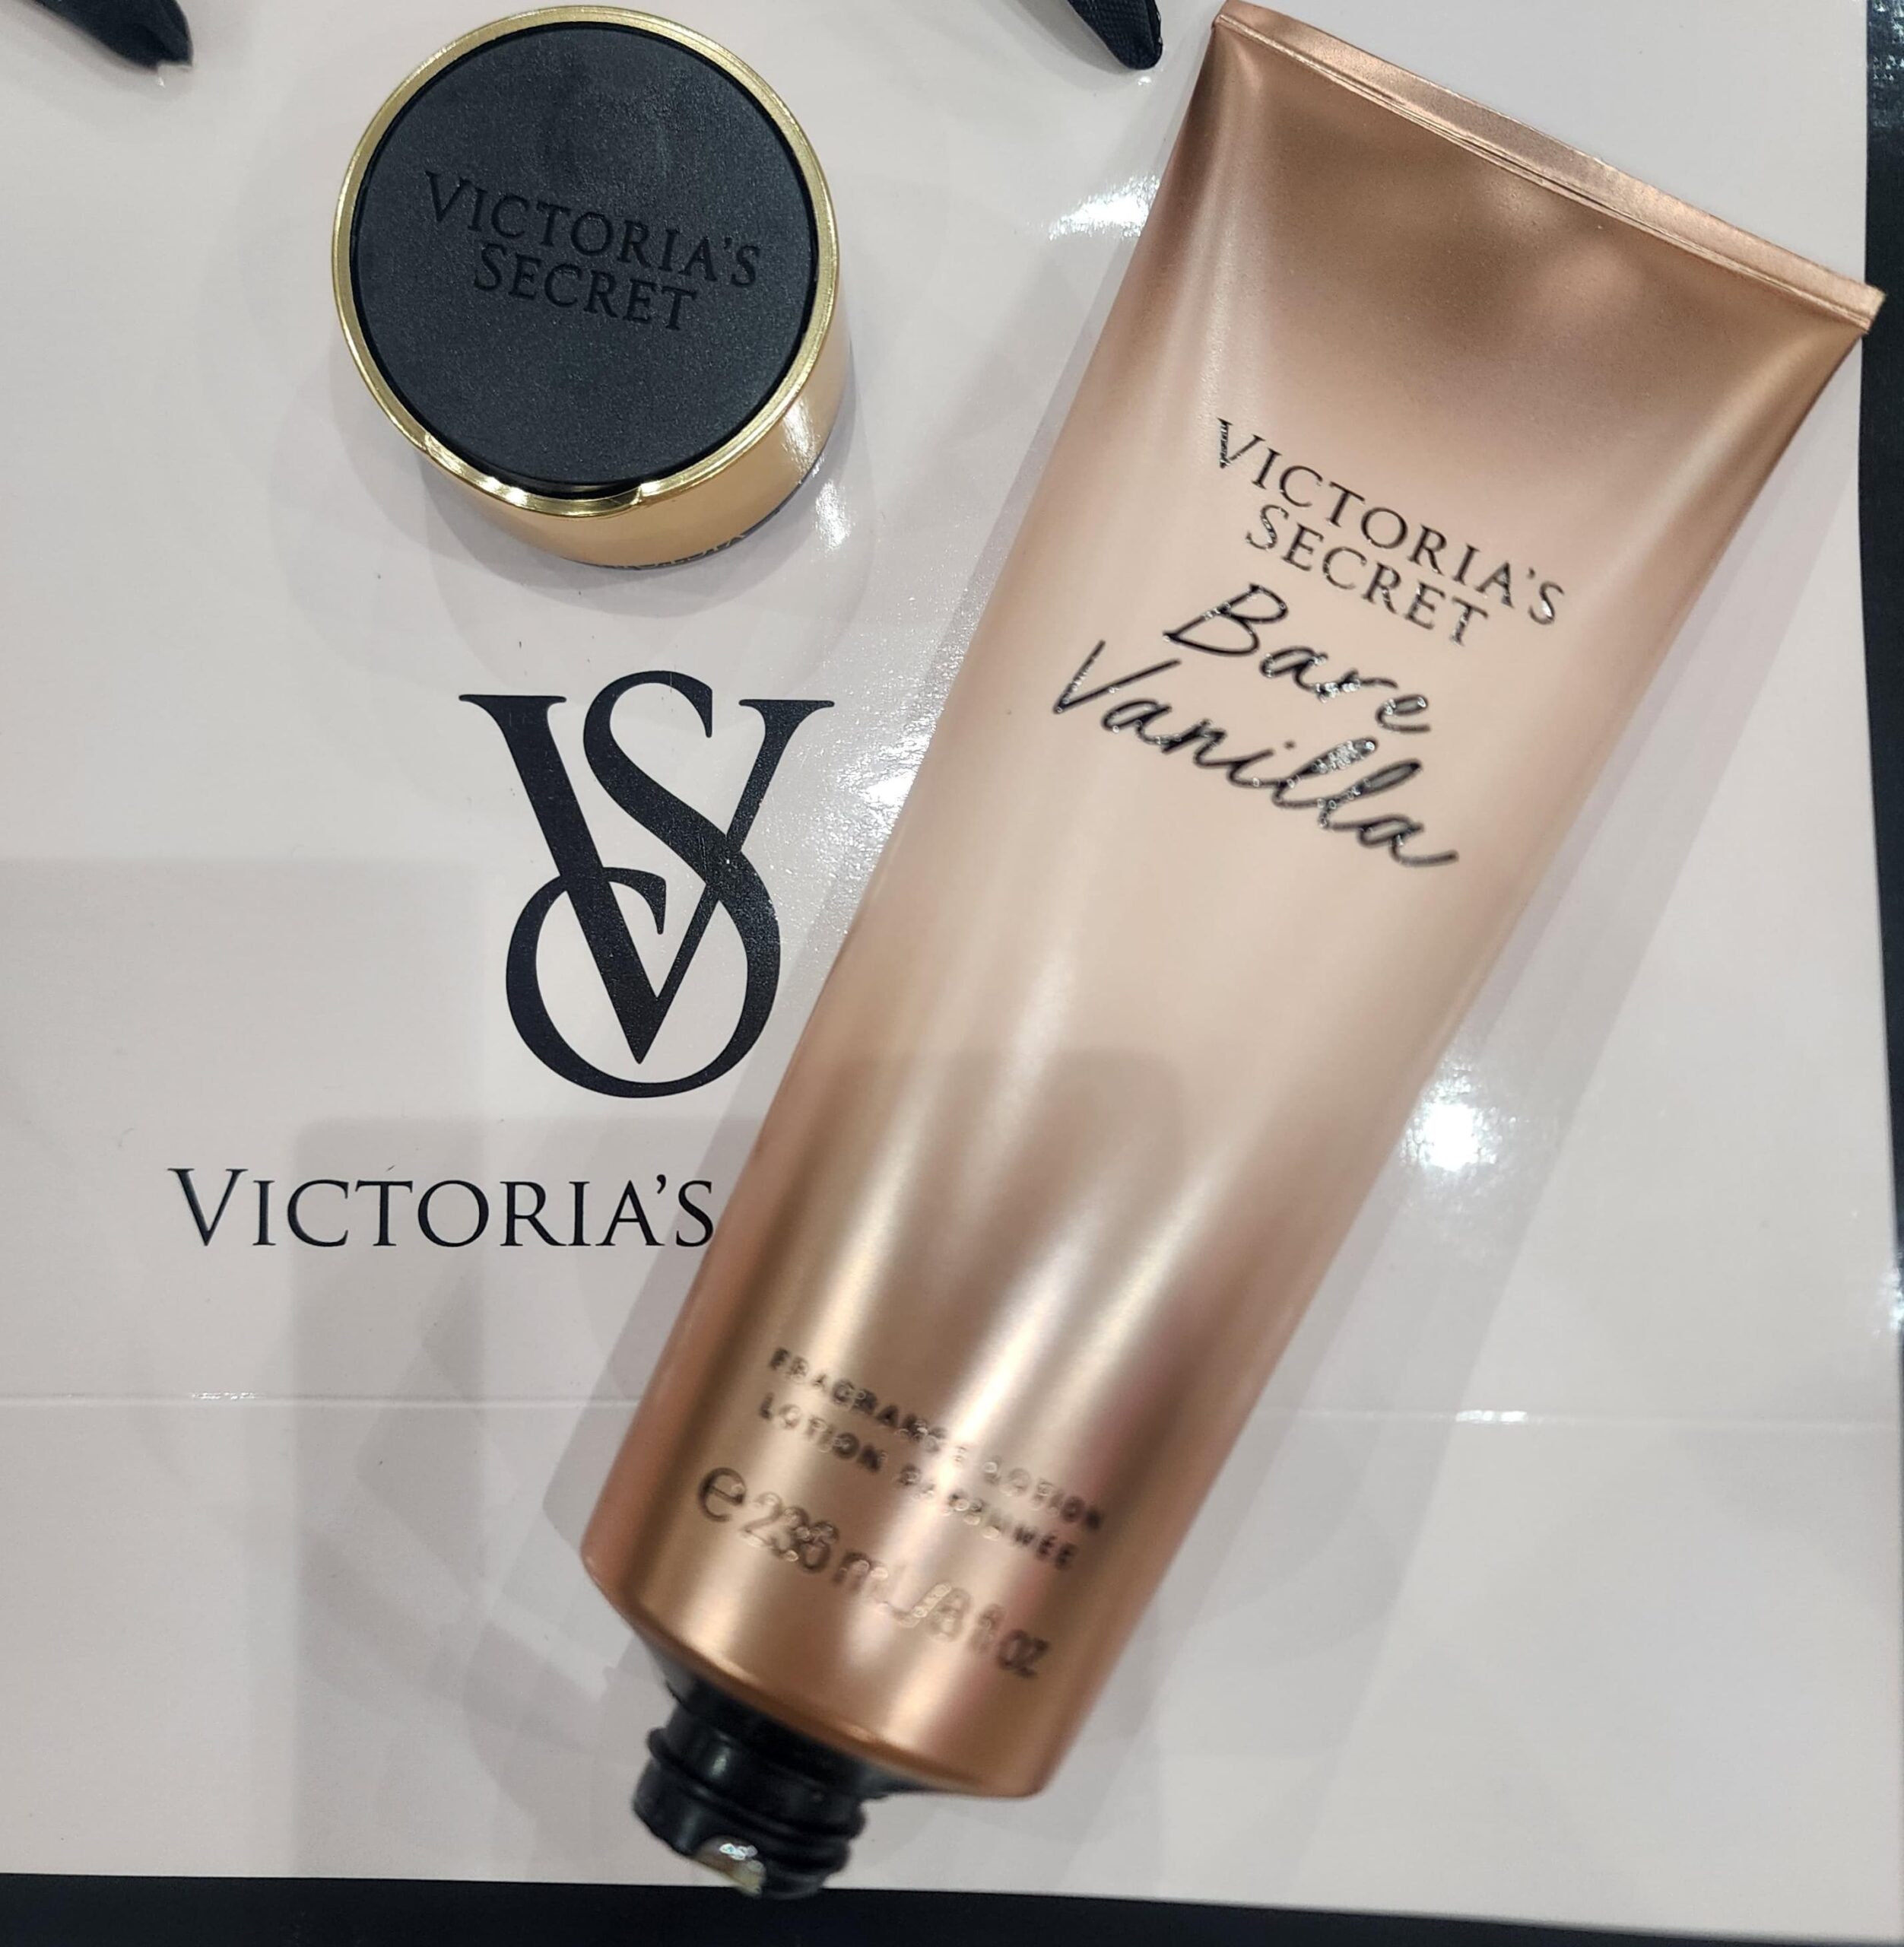 VICTORIA'S
SECRET
VICTORIA'S
SECRET
Bare
Vanilla
VS
VICTORIA'S
FRAGRANCE LOTION
LOTION PARFUMÉE
e 236 mL/8 fl oz